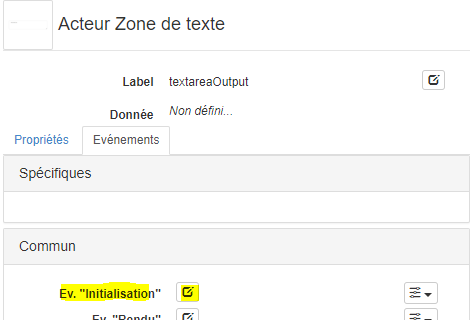 Acteur Zone de texte
Label textareaOutput
Donnée Non défini...
Propriétés Evénements
Spécifiques
Commun
Ev. "Initialisation"
Ev. "Rendu"